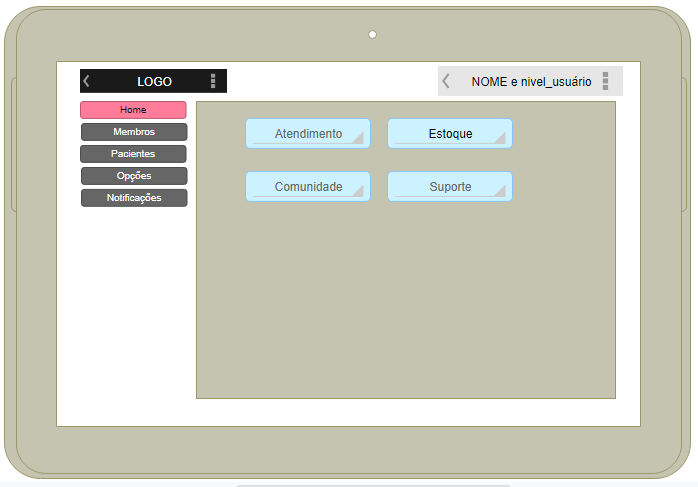 LOGO
NOME e nivel_usuário
Home
Membros
Pacientes
Opções
Notificações
Atendimento
Estoque
Comunidade
Suporte